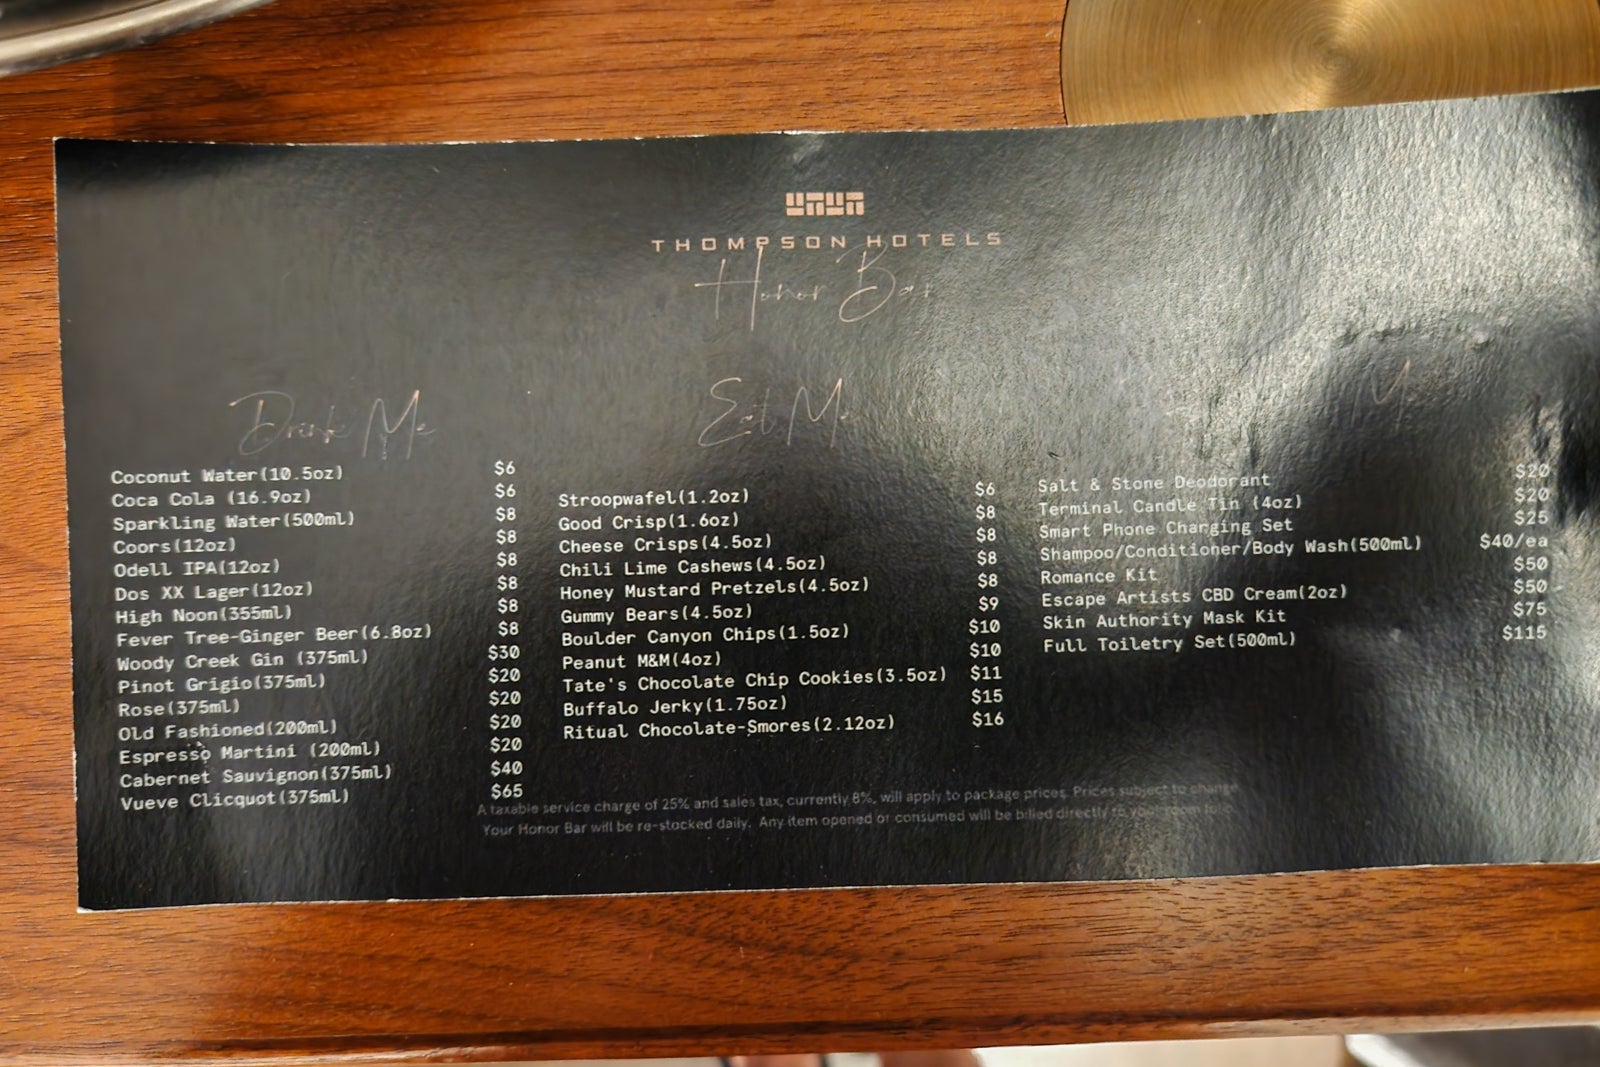 THOMPSON HOTELS
Honor Bar
Drink Me
Coconut Water(10.5oz) $6
Coca Cola (16.9oz) $6
Sparkling Water(500ml) $8
Coors(12oz) $8
Odell IPA(12oz) $8
Dos XX Lager(12oz) $8
High Noon(355ml) $8
Fever Tree-Ginger Beer(6.8oz) $8
Woody Creek Gin (375ml) $30
Pinot Grigio(375ml) $20
Rose(375ml) $20
Old Fashioned(200ml) $20
Espresso Martini (200ml) $20
Cabernet Sauvignon(375ml) $40
Vueve Clicquot(375ml) $65
Eat Me
Stroopwafel(1.2oz) $6
Good Crisp(1.6oz) $8
Cheese Crisps(4.5oz) $8
Chili Lime Cashews(4.5oz) $8
Honey Mustard Pretzels(4.5oz) $8
Gummy Bears(4.5oz) $9
Boulder Canyon Chips(1.5oz) $10
Peanut M&M(4oz) $10
Tate's Chocolate Chip Cookies(3.5oz) $11
Buffalo Jerky(1.75oz) $15
Ritual Chocolate-Smores(2.12oz) $16
Me
Salt & Stone Deodorant $20
Terminal Candle Tin (4oz) $20
Smart Phone Charging Set $25
Shampoo/Conditioner/Body Wash(500ml) $40/ea
Romance Kit $50
Escape Artists CBD Cream(2oz) $50
Skin Authority Mask Kit $75
Full Toiletry Set(500ml) $115
A taxable service charge of 25% and sales tax, currently 8%, will apply to package prices. Prices subject to change.
Your Honor Bar will be re-stocked daily. Any item opened or consumed will be billed directly to your room folio.